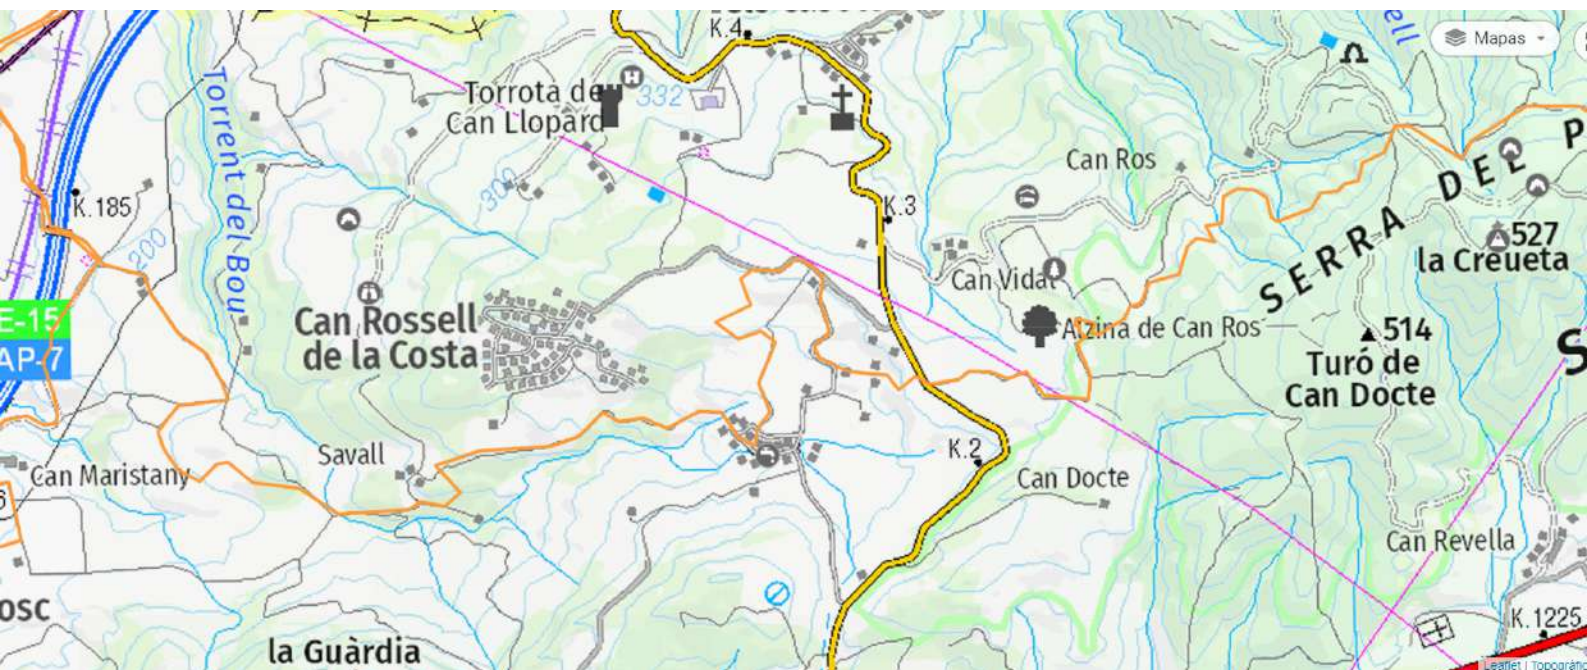 K.4
Mapas
Torrota de
Can Llopard
332
Can Ros
Torrent del Bou
300
K.185
K.3
SERRA DEL P
527
la Creueta
200
Can Vidal
E-15
AP-7
Can Rossell
de la Costa
Alzina de Can Ros
514
Turó de
Can Docte
S
Savall
K.2
Can Maristany
Can Docte
6
Can Revella
osc
K.1225
la Guàrdia
Leaflet | Topogràfic